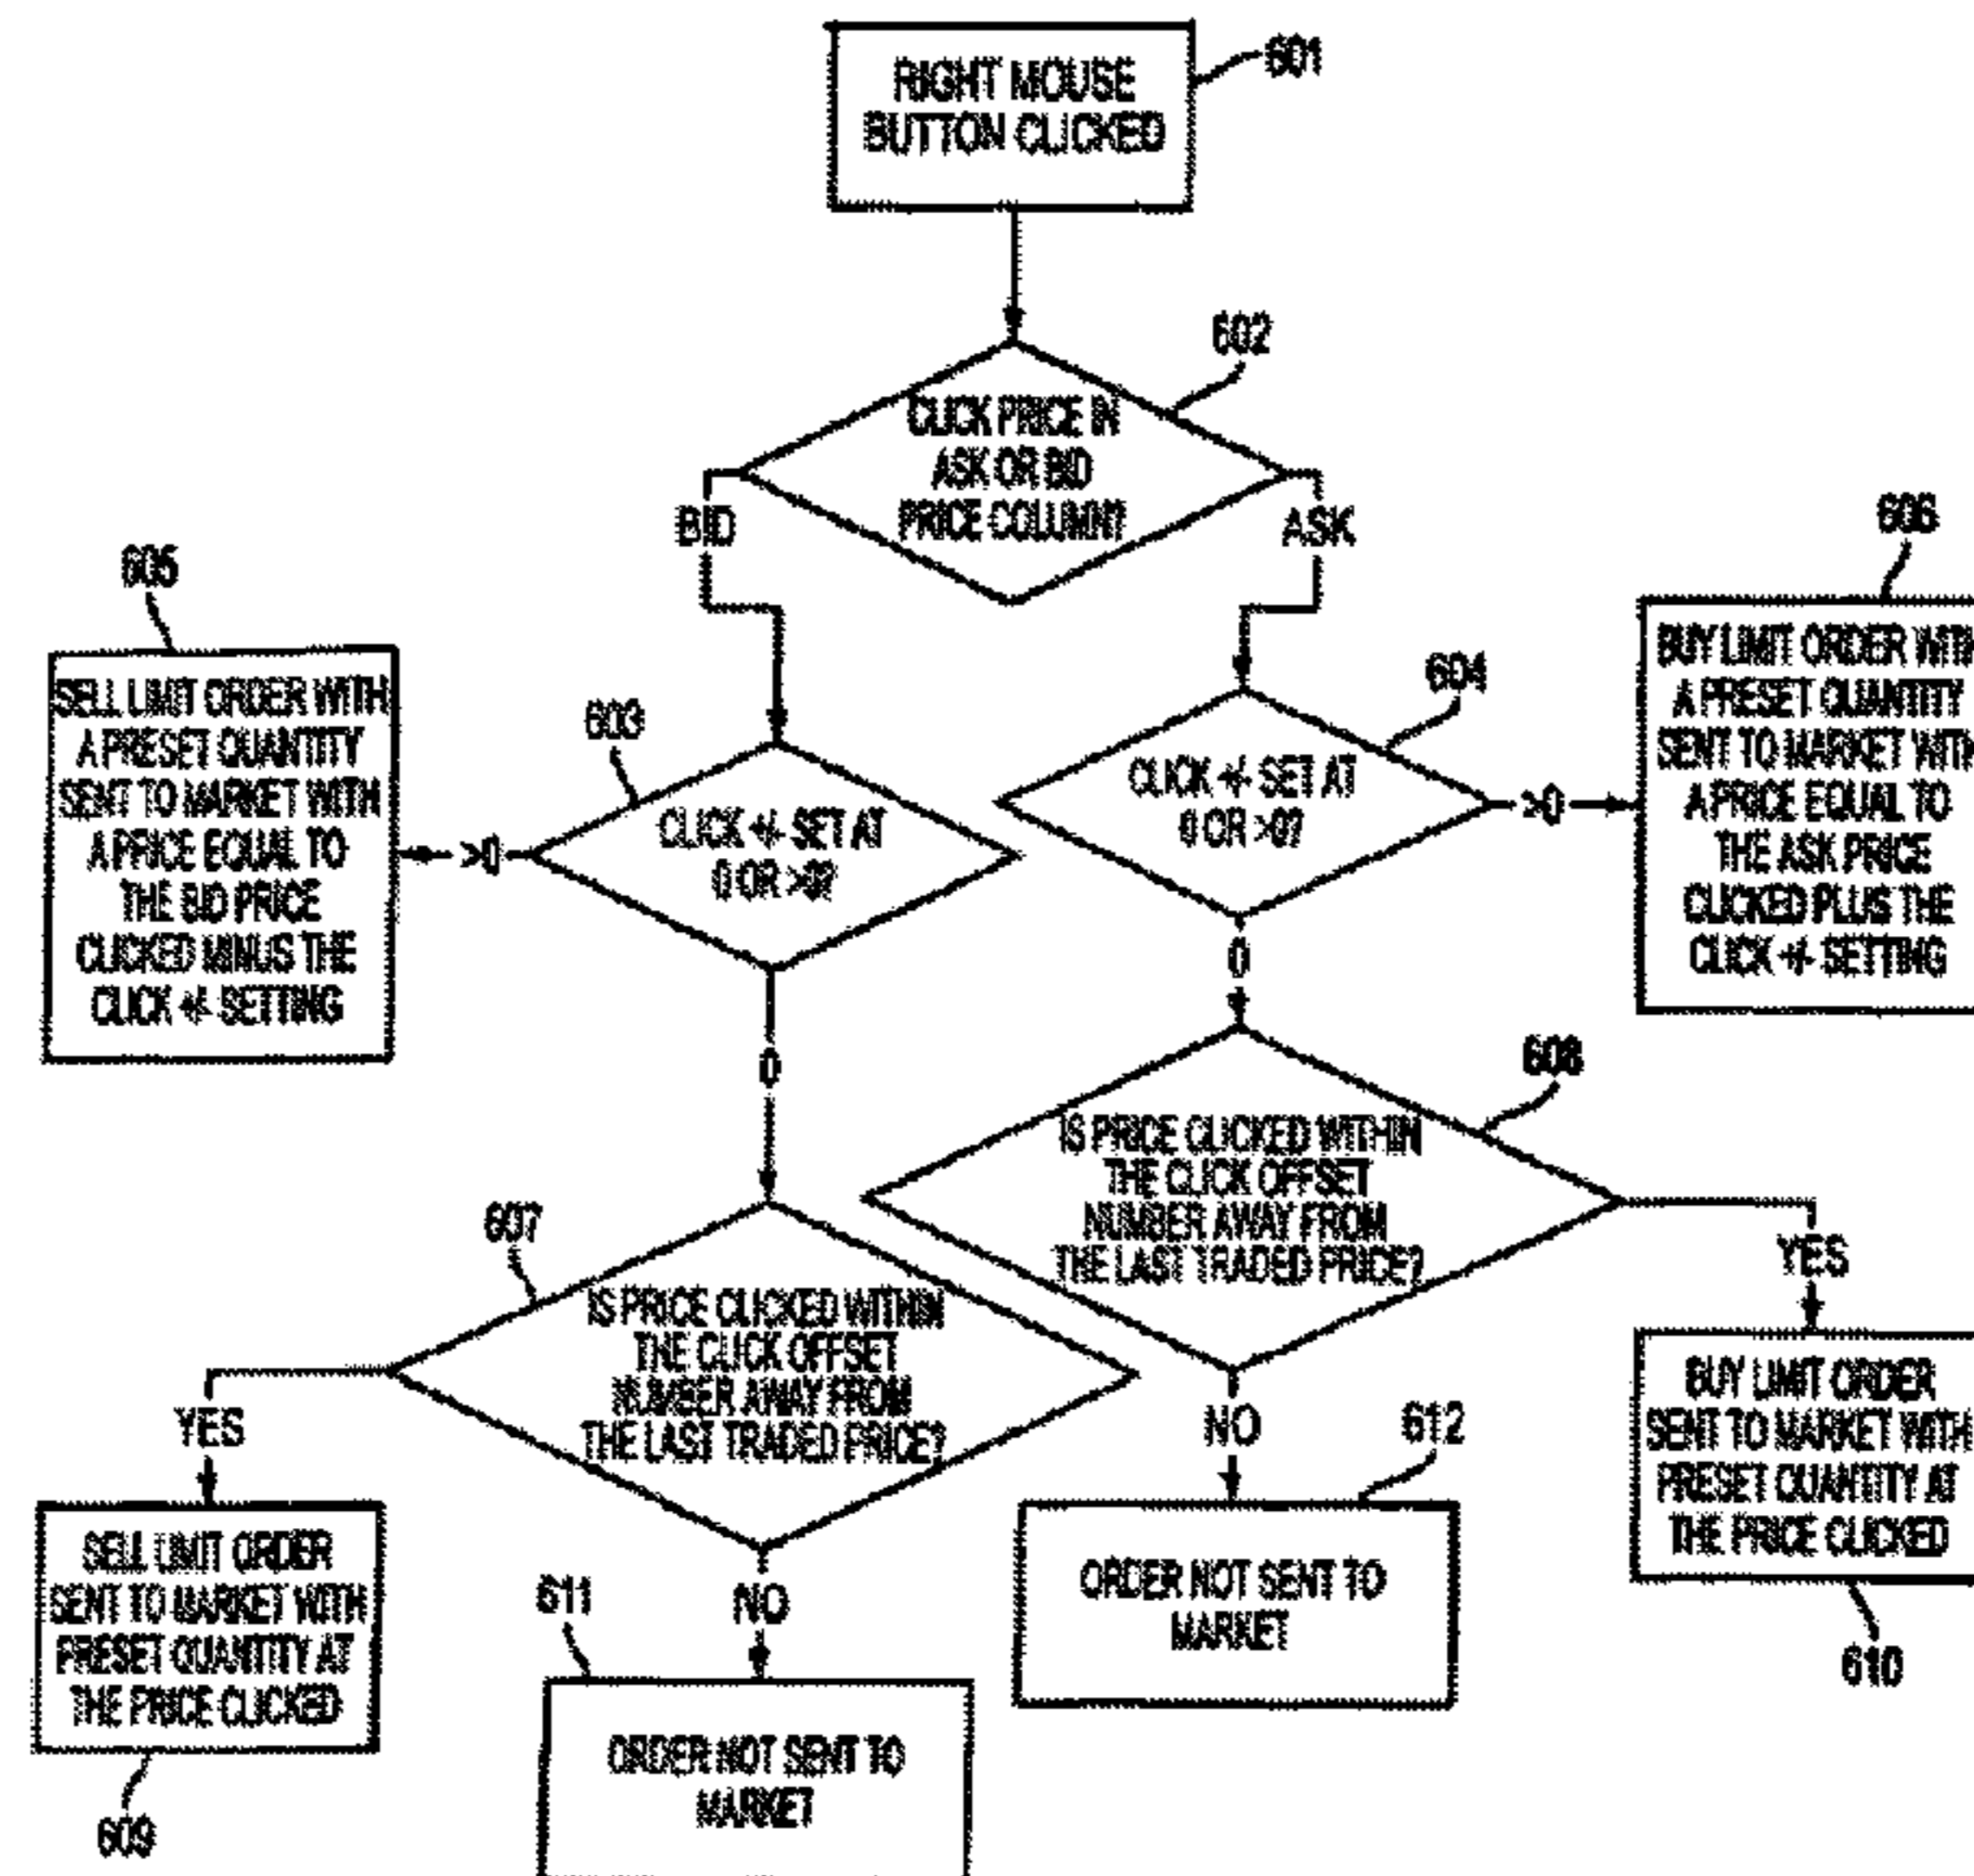 RIGHT MOUSE
BUTTON CLICKED
601
602
CLICK PRICE IN
ASK OR BID
PRICE COLUMN?
BID
ASK
605
SELL LIMIT ORDER WITH
A PRESET QUANTITY
SENT TO MARKET WITH
A PRICE EQUAL TO
THE BID PRICE
CLICKED MINUS THE
CLICK +/- SETTING
603
CLICK +/- SET AT
0 OR >0?
>0
0
604
CLICK +/- SET AT
0 OR >0?
>0
0
606
BUY LIMIT ORDER WITH
A PRESET QUANTITY
SENT TO MARKET WITH
A PRICE EQUAL TO
THE ASK PRICE
CLICKED PLUS THE
CLICK +/- SETTING
608
IS PRICE CLICKED WITHIN
THE CLICK OFFSET
NUMBER AWAY FROM
THE LAST TRADED PRICE?
YES
NO
607
IS PRICE CLICKED WITHIN
THE CLICK OFFSET
NUMBER AWAY FROM
THE LAST TRADED PRICE?
YES
NO
BUY LIMIT ORDER
SENT TO MARKET WITH
PRESET QUANTITY AT
THE PRICE CLICKED
610
612
ORDER NOT SENT TO
MARKET
SELL LIMIT ORDER
SENT TO MARKET WITH
PRESET QUANTITY AT
THE PRICE CLICKED
609
611
ORDER NOT SENT TO
MARKET